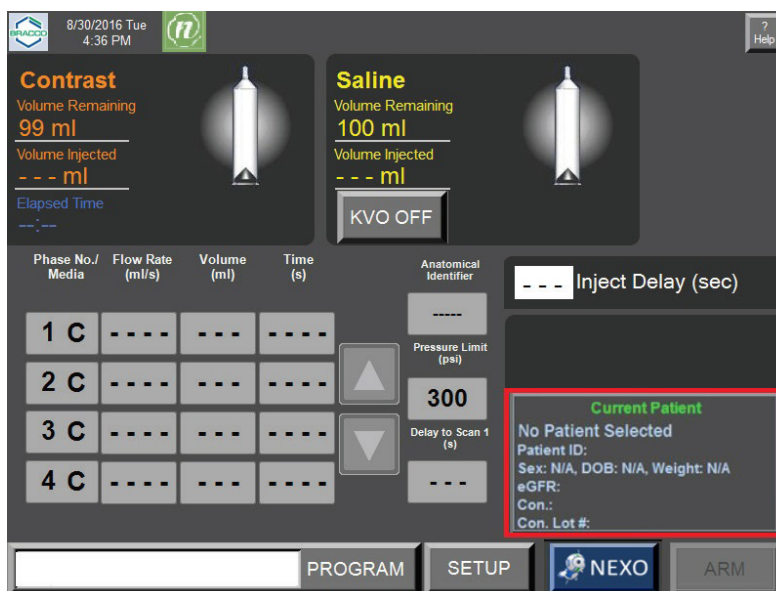 BRACCO
8/30/2016 Tue
4:36 PM
n
?
Help
Contrast
Volume Remaining
99 ml
Volume Injected
- - - ml
Elapsed Time
--:--
Saline
Volume Remaining
100 ml
Volume Injected
- - - ml
KVO OFF
Phase No./ Flow Rate Volume Time
Media (ml/s) (ml) (s)
1 C - - - - - - - - - - -
2 C - - - - - - - - - - -
3 C - - - - - - - - - - -
4 C - - - - - - - - - - -
Anatomical
Identifier
-----
Pressure Limit
(psi)
300
Delay to Scan 1
(s)
- - -
- - - Inject Delay (sec)
Current Patient
No Patient Selected
Patient ID:
Sex: N/A, DOB: N/A, Weight: N/A
eGFR:
Con.:
Con. Lot #:
PROGRAM SETUP NEXO ARM